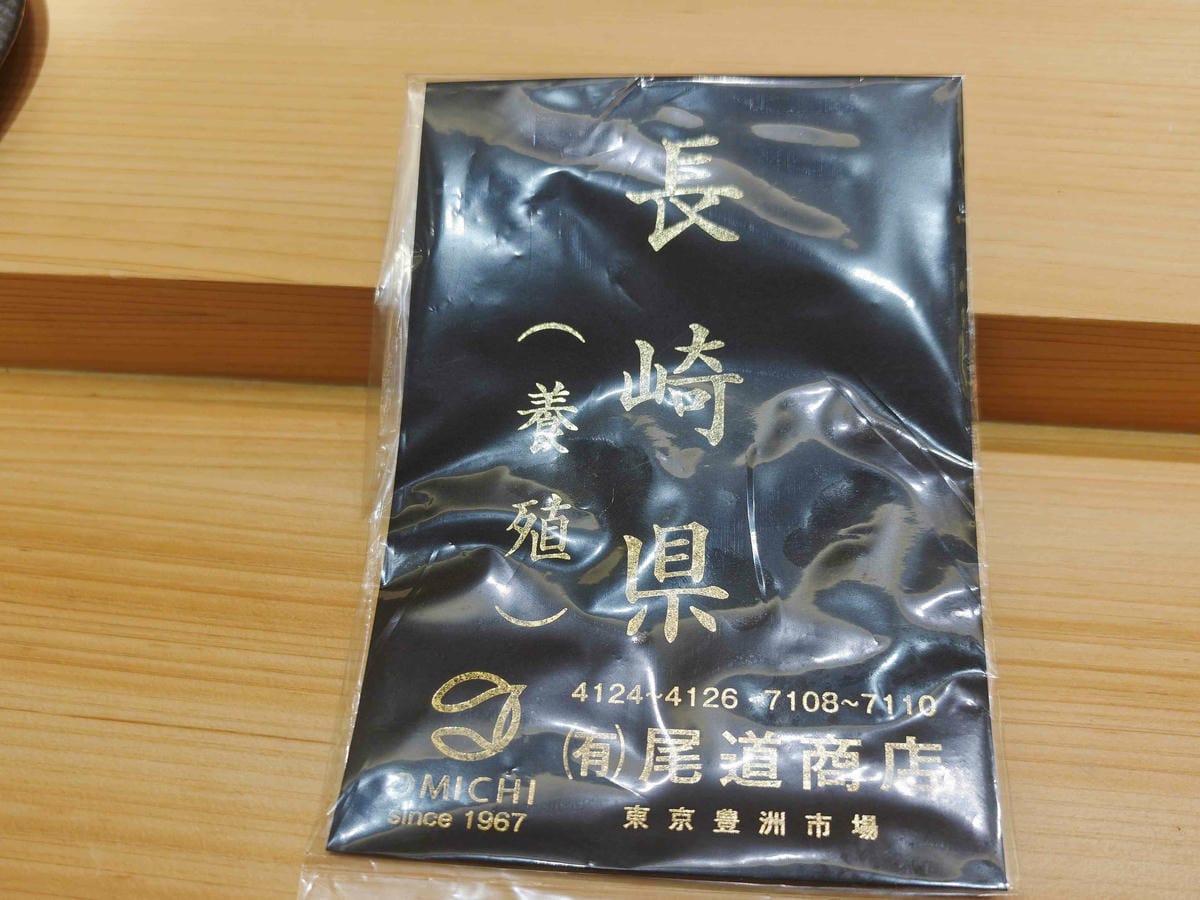 長崎県
(養殖)
4124~4126 7108~7110
(有)尾道商店
東京豊洲市場
OMICHI
since 1967